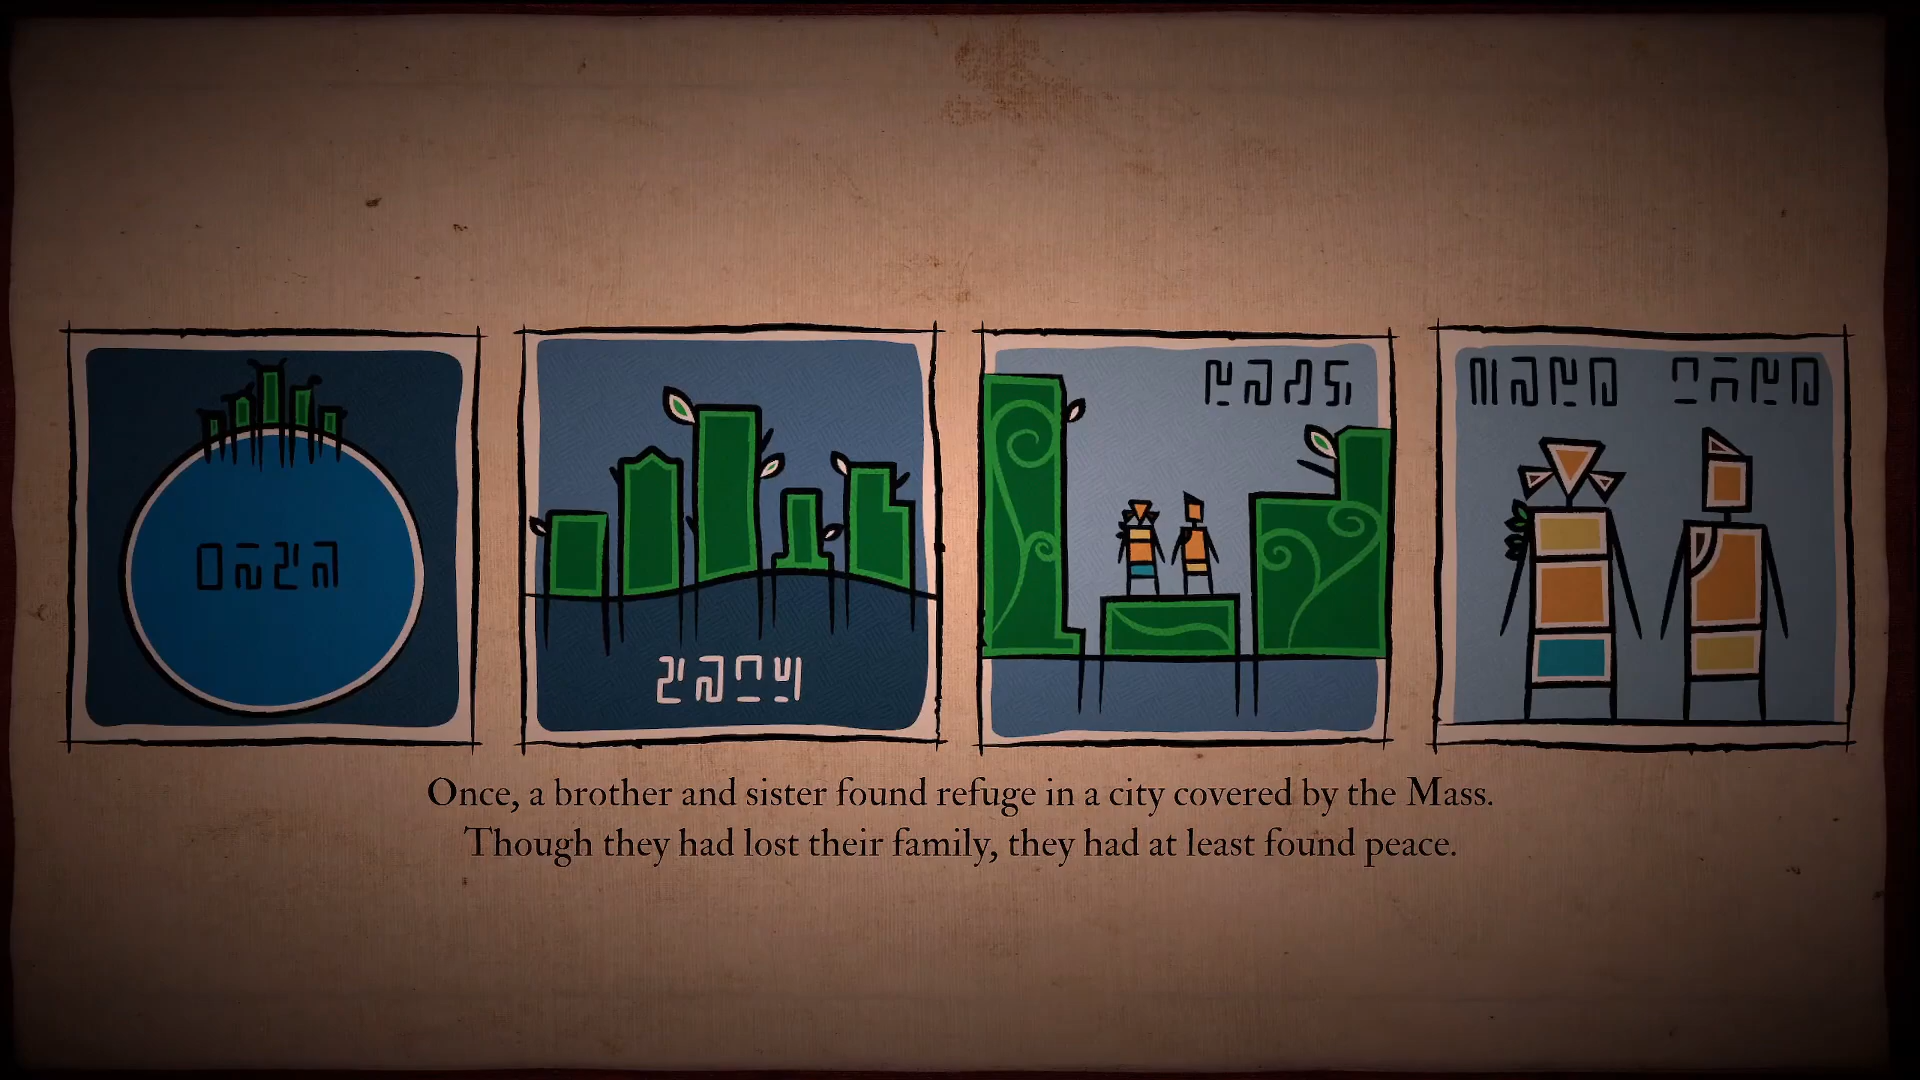 Once, a brother and sister found refuge in a city covered by the Mass.
Though they had lost their family, they had at least found peace.